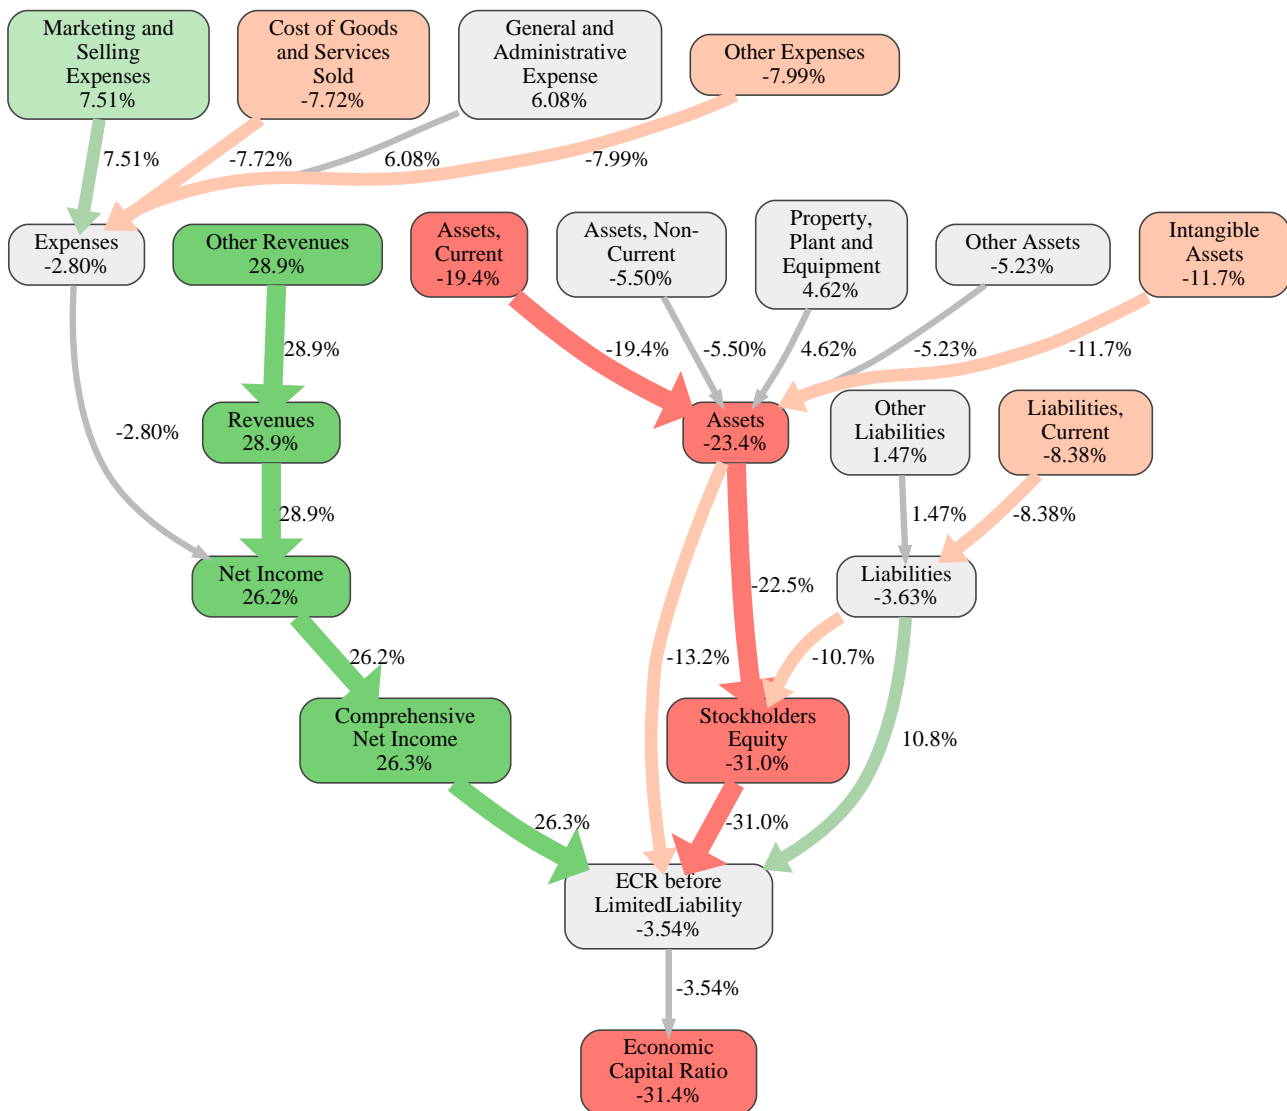 Marketing and
Selling
Expenses
7.51%
Cost of Goods
and Services
Sold
-7.72%
General and
Administrative
Expense
6.08%
Other Expenses
-7.99%
7.51%
-7.72%
6.08%
-7.99%
Expenses
-2.80%
Other Revenues
28.9%
Assets,
Current
-19.4%
Assets, Non-
Current
-5.50%
Property,
Plant and
Equipment
4.62%
Other Assets
-5.23%
Intangible
Assets
-11.7%
28.9%
-19.4%
-5.50%
4.62%
-5.23%
-11.7%
-2.80%
Revenues
28.9%
Assets
-23.4%
Other
Liabilities
1.47%
Liabilities,
Current
-8.38%
28.9%
1.47%
-8.38%
Net Income
26.2%
Liabilities
-3.63%
-22.5%
26.2%
-13.2%
-10.7%
10.8%
Comprehensive
Net Income
26.3%
Stockholders
Equity
-31.0%
26.3%
-31.0%
ECR before
LimitedLiability
-3.54%
-3.54%
Economic
Capital Ratio
-31.4%